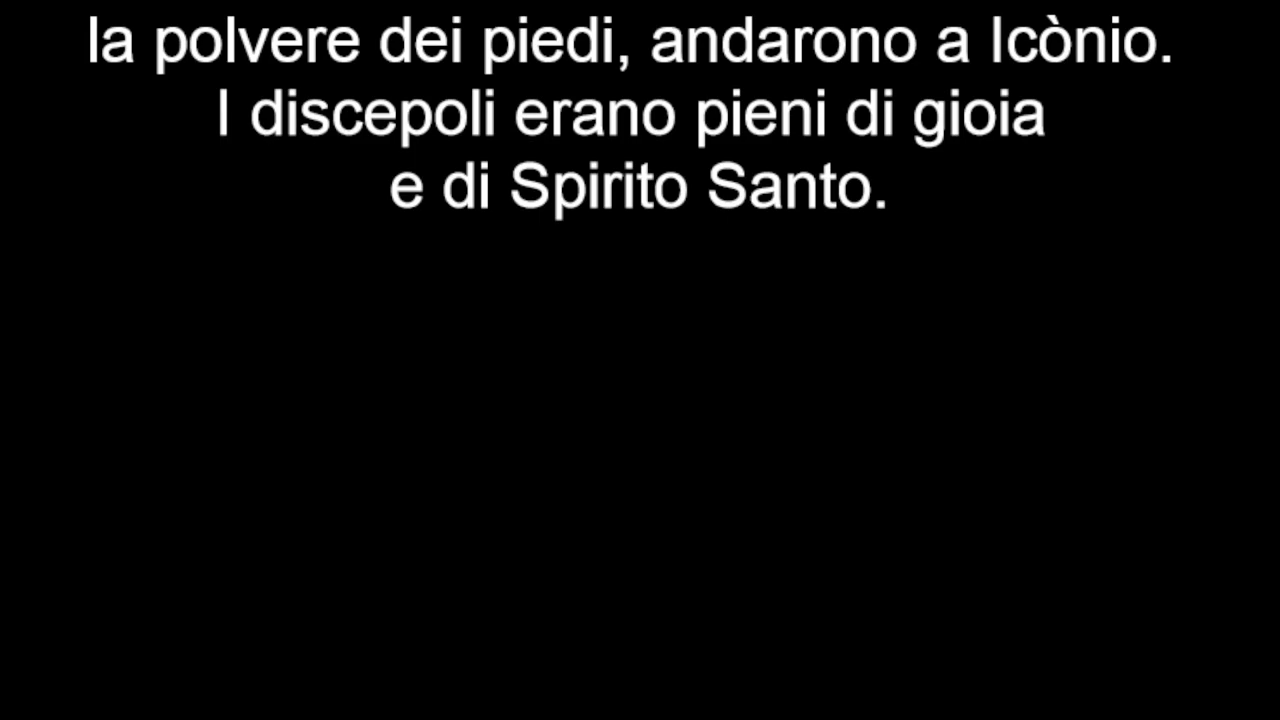 la polvere dei piedi, andarono a Icònio.
I discepoli erano pieni di gioia
e di Spirito Santo.